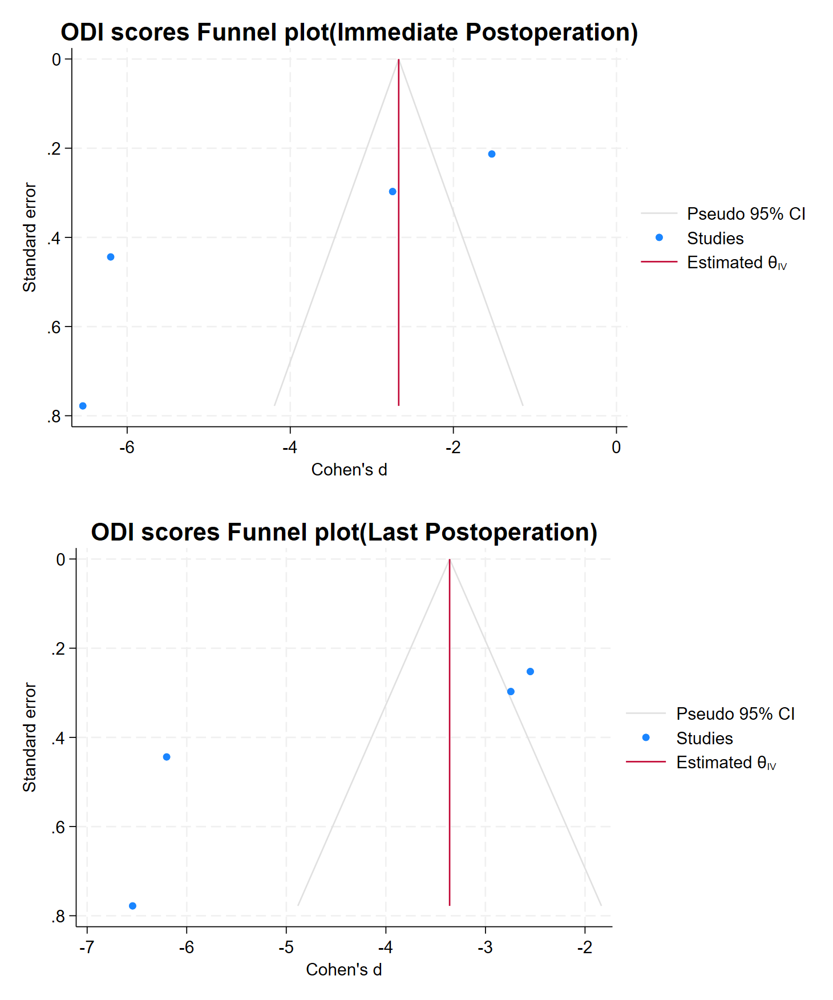 ODI scores Funnel plot(Immediate Postoperation)
0
.2
.4
.6
.8
Standard error
-6
-4
-2
0
Cohen's d
Pseudo 95% CI
Studies
Estimated θIV
ODI scores Funnel plot(Last Postoperation)
0
.2
.4
.6
.8
Standard error
-7
-6
-5
-4
-3
-2
Cohen's d
Pseudo 95% CI
Studies
Estimated θIV